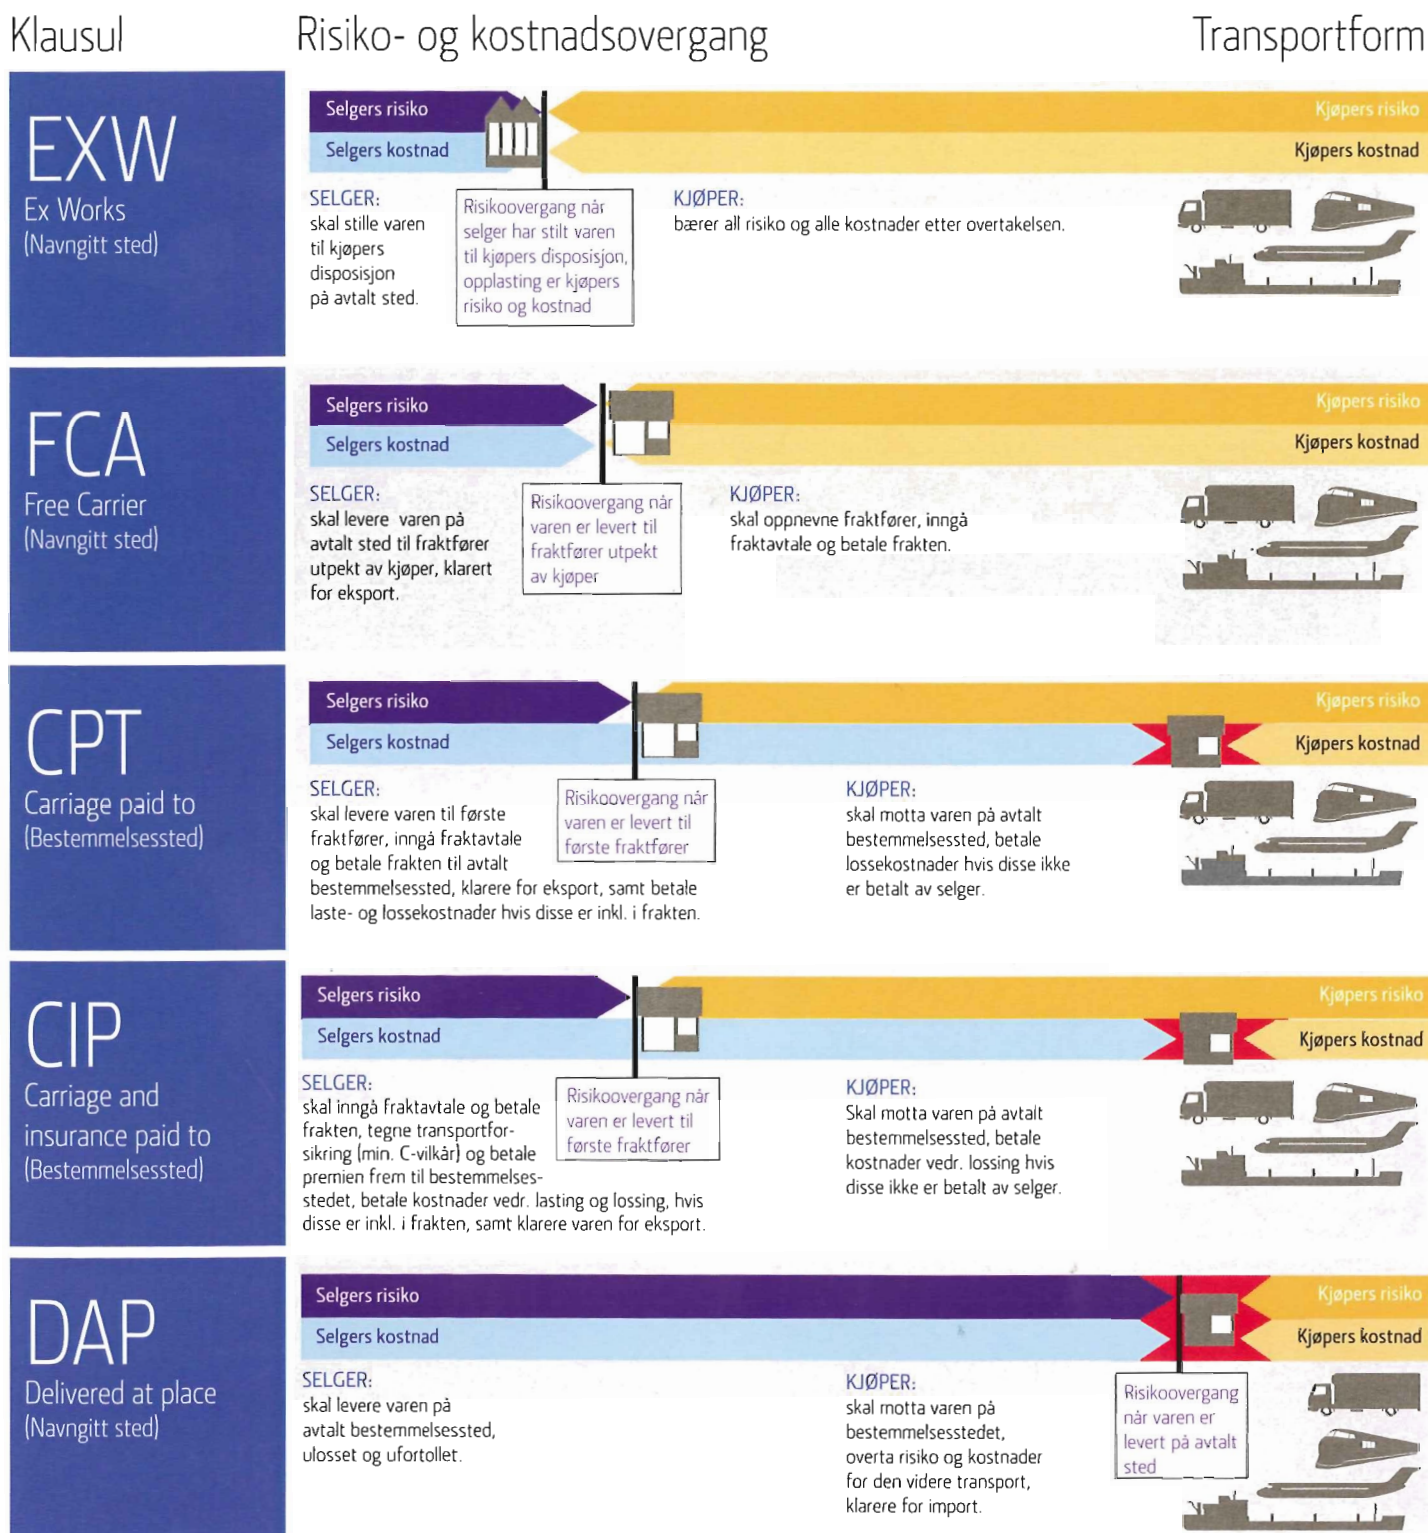 Klausul
Risiko- og kostnadsovergang
Transportform
EXW
Ex Works
(Navngitt sted)
Selgers risiko
Kjøpers risiko
Selgers kostnad
Kjøpers kostnad
SELGER:
skal stille varen
til kjøpers
disposisjon
på avtalt sted.
Risikoovergang når
selger har stilt varen
til kjøpers disposisjon,
opplasting er kjøpers
risiko og kostnad
KJØPER:
bærer all risiko og alle kostnader etter overtakelsen.
FCA
Free Carrier
(Navngitt sted)
Selgers risiko
Kjøpers risiko
Selgers kostnad
Kjøpers kostnad
SELGER:
skal levere varen på
avtalt sted til fraktfører
utpekt av kjøper, klarert
for eksport.
Risikoovergang når
varen er levert til
fraktfører utpekt
av kjøper
KJØPER:
skal oppnevne fraktfører, inngå
fraktavtale og betale frakten.
CPT
Carriage paid to
(Bestemmelsessted)
Selgers risiko
Kjøpers risiko
Selgers kostnad
Kjøpers kostnad
SELGER:
skal levere varen til første
fraktfører, inngå fraktavtale
og betale frakten til avtalt
bestemmelsessted, klarere for eksport, samt betale
laste- og lossekostnader hvis disse er inkl. i frakten.
Risikoovergang når
varen er levert til
første fraktfører
KJØPER:
skal motta varen på avtalt
bestemmelsessted, betale
lossekostnader hvis disse ikke
er betalt av selger.
CIP
Carriage and
insurance paid to
(Bestemmelsessted)
Selgers risiko
Kjøpers risiko
Selgers kostnad
Kjøpers kostnad
SELGER:
skal inngå fraktavtale og betale
frakten, tegne transportfor-
sikring (min. C-vilkår) og betale
premien frem til bestemmelses-
stedet, betale kostnader vedr. lasting og lossing, hvis
disse er inkl. i frakten, samt klarere varen for eksport.
Risikoovergang når
varen er levert til
første fraktfører
KJØPER:
Skal motta varen på avtalt
bestemmelsessted, betale
kostnader vedr. lossing hvis
disse ikke er betalt av selger.
DAP
Delivered at place
(Navngitt sted)
Selgers risiko
Kjøpers risiko
Selgers kostnad
Kjøpers kostnad
SELGER:
skal levere varen på
avtalt bestemmelsessted,
ulosset og ufortollet.
KJØPER:
skal motta varen på
bestemmelsesstedet,
overta risiko og kostnader
for den videre transport,
klarere for import.
Risikoovergang
når varen er
levert på avtalt
sted